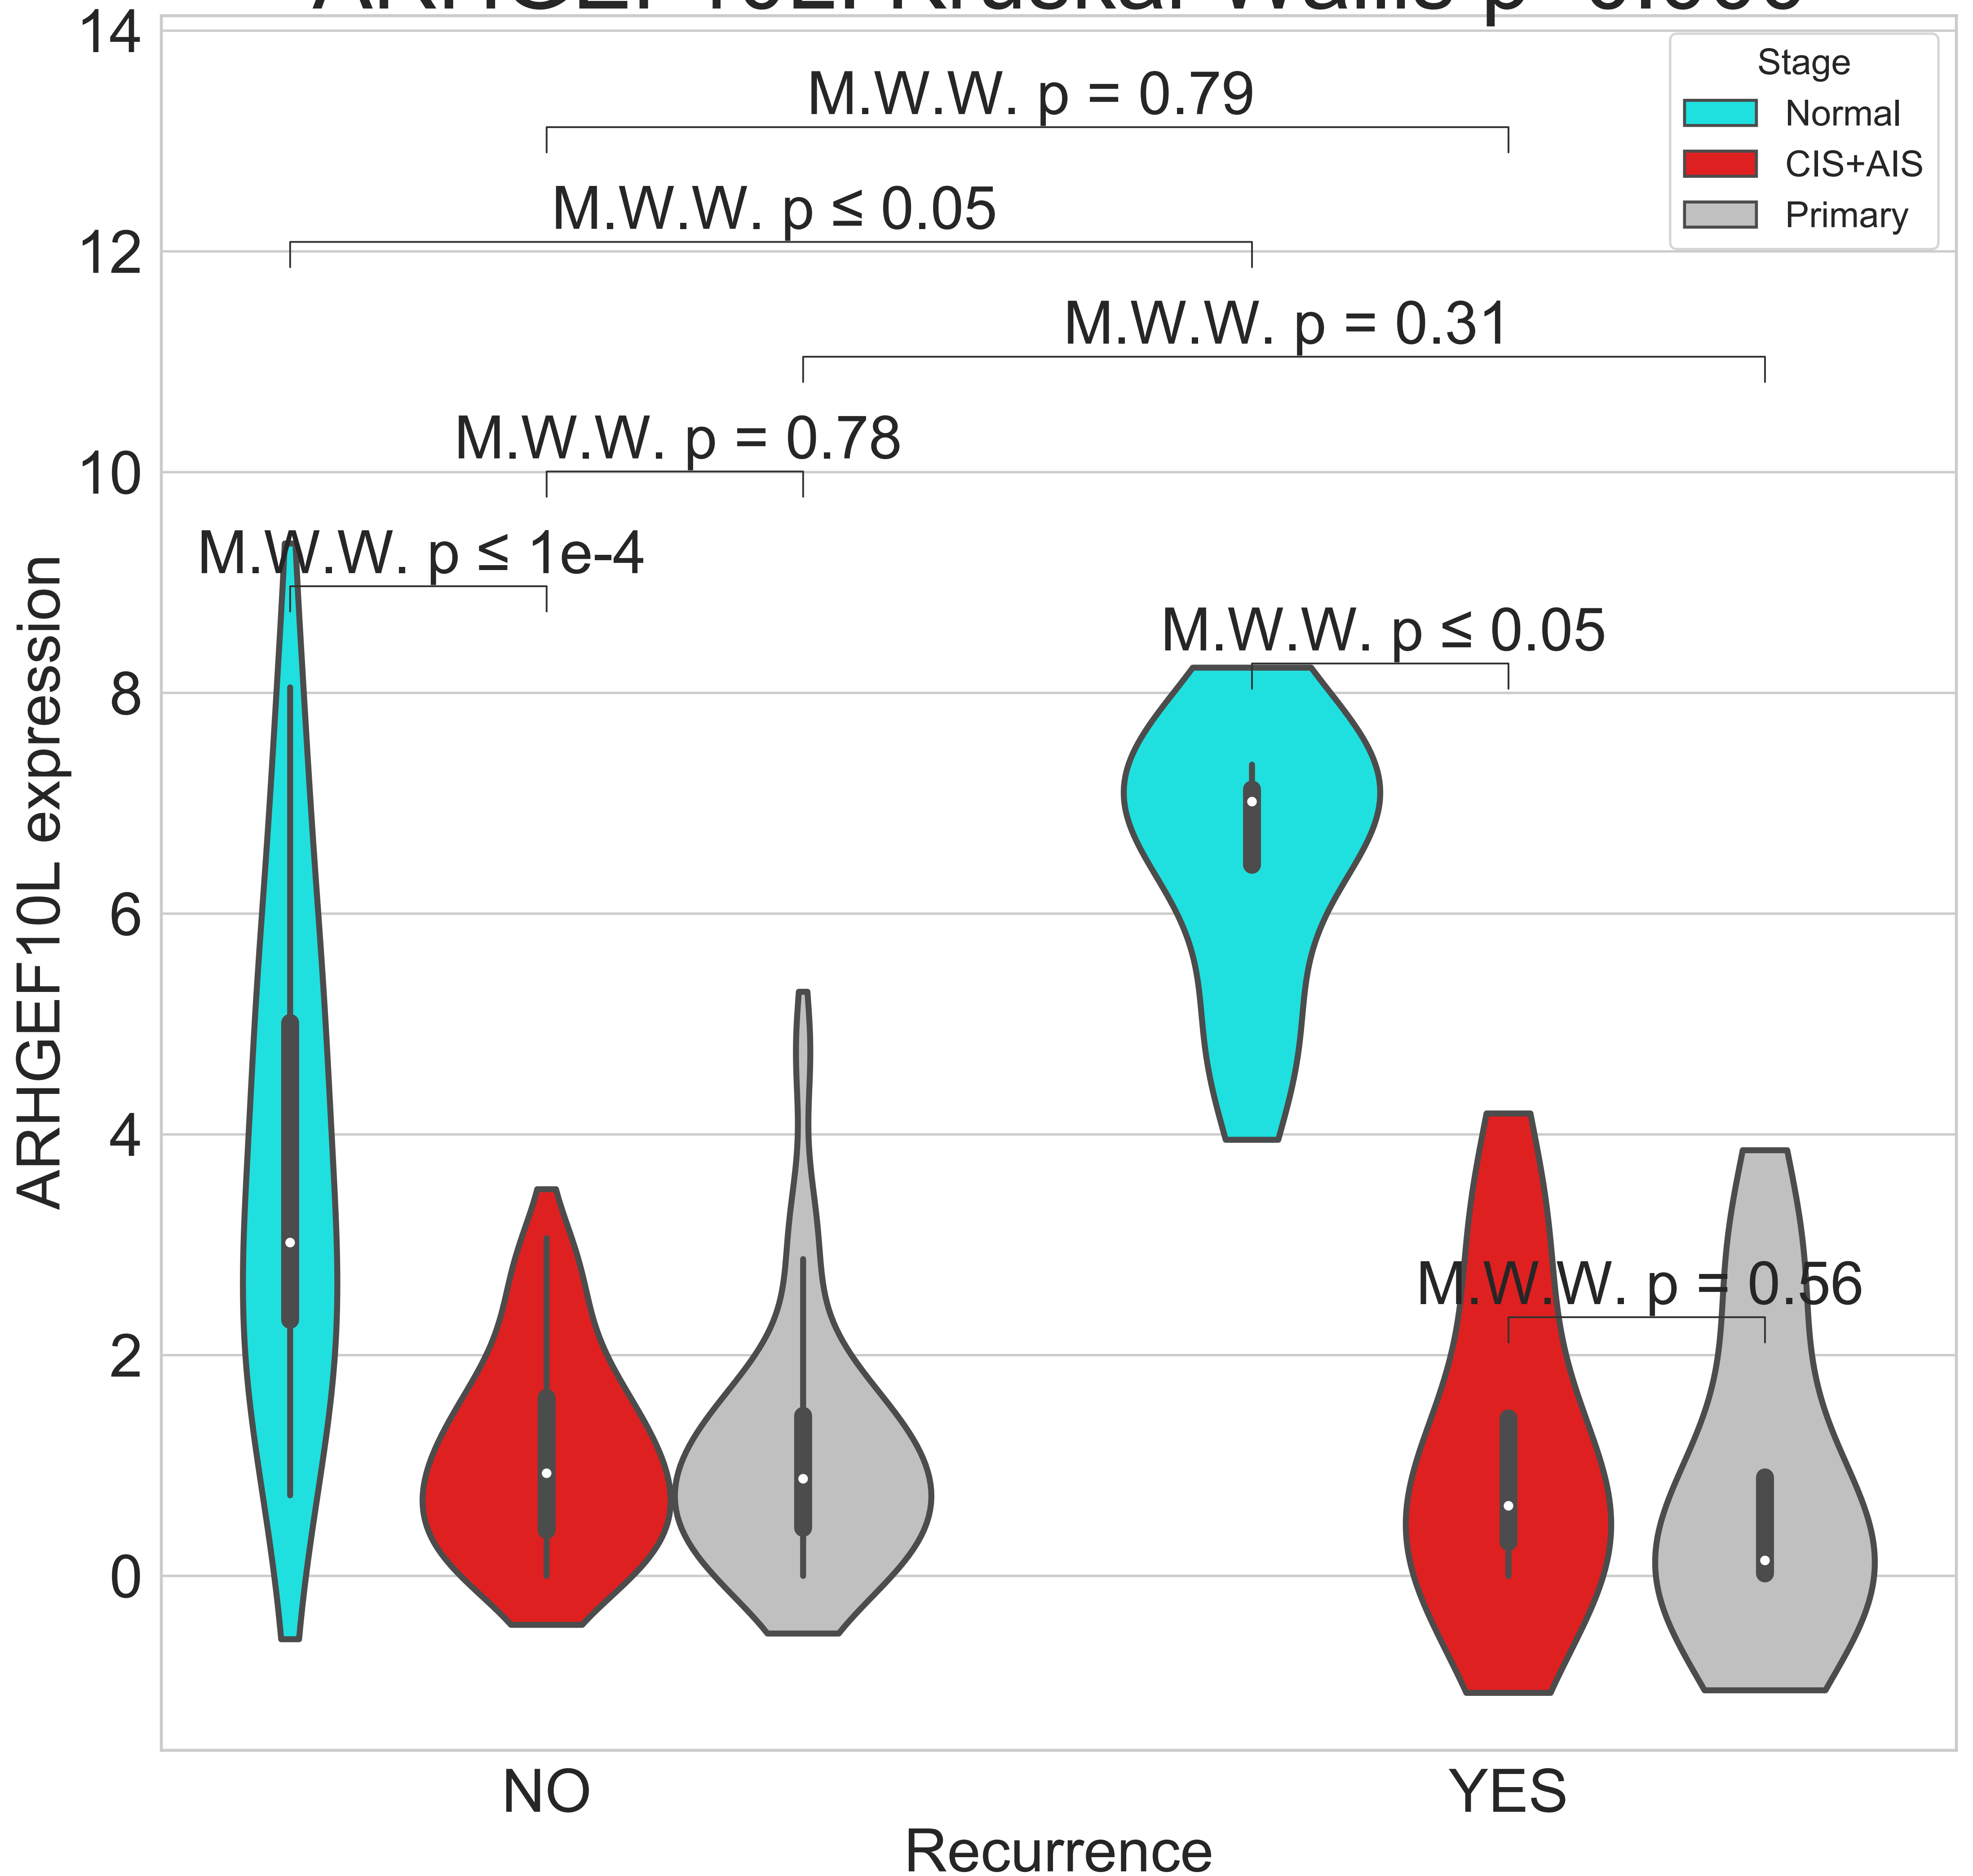 14
12
10
8
6
4
2
0
ARHGEF10L expression
Stage
Normal
CIS+AIS
Primary
M.W.W. p = 0.79
M.W.W. p ≤ 0.05
M.W.W. p = 0.31
M.W.W. p = 0.78
M.W.W. p ≤ 1e-4
M.W.W. p ≤ 0.05
M.W.W. p = 0.56
NO
YES
Recurrence